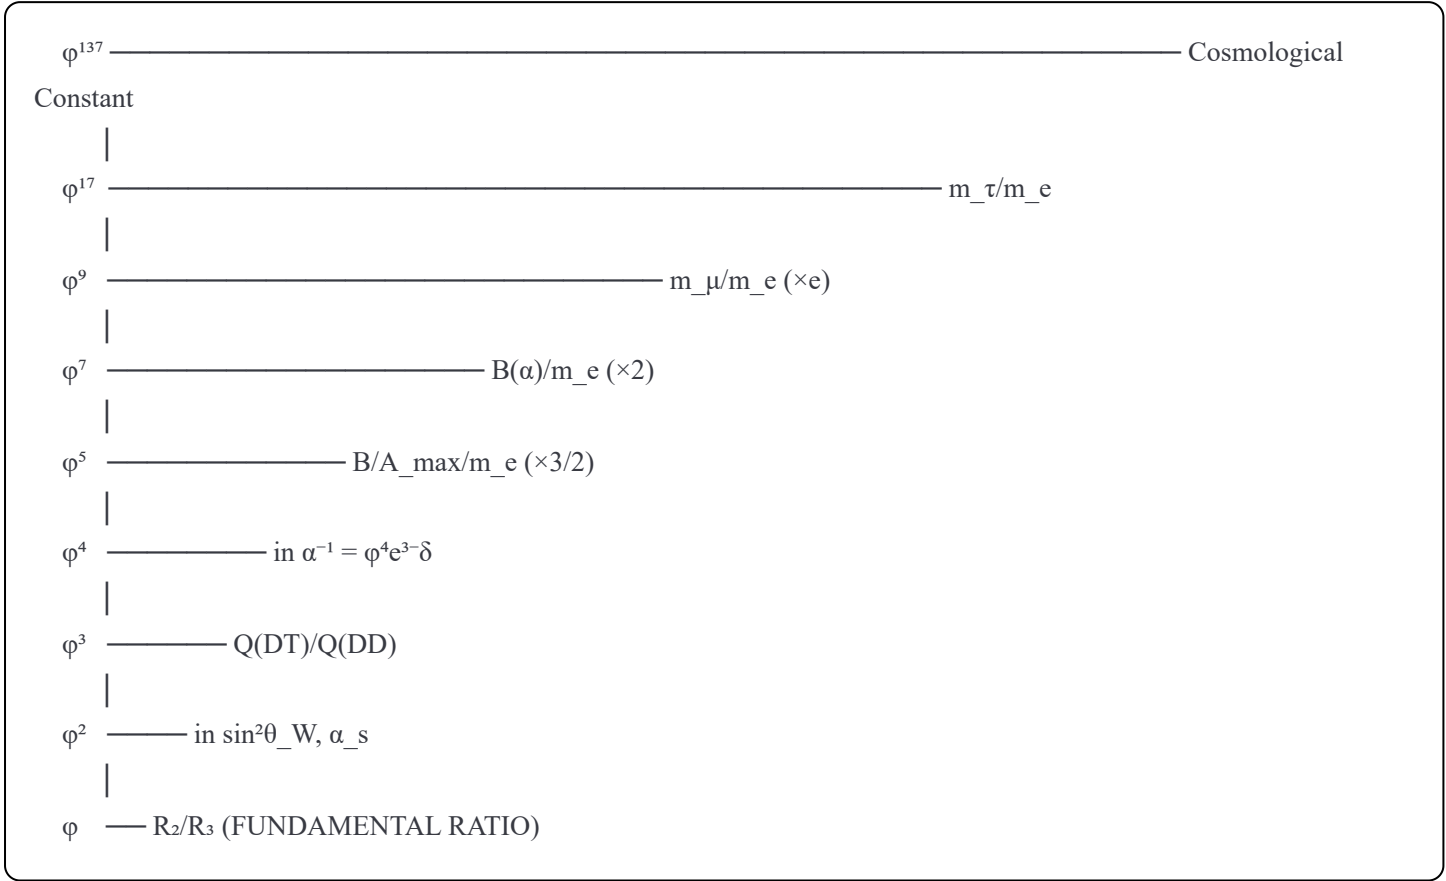 φ¹³⁷ ─────────────────────────── Cosmological
Constant
│
φ¹⁷ ───────────────────── m_τ/m_e
│
φ⁹ ────────────── m_μ/m_e (×e)
│
φ⁷ ───────── B(α)/m_e (×2)
│
φ⁵ ────── B/A_max/m_e (×3/2)
│
φ⁴ ──── in α⁻¹ = φ⁴e³⁻δ
│
φ³ ─── Q(DT)/Q(DD)
│
φ² ── in sin²θ_W, α_s
│
φ ─ R₂/R₃ (FUNDAMENTAL RATIO)